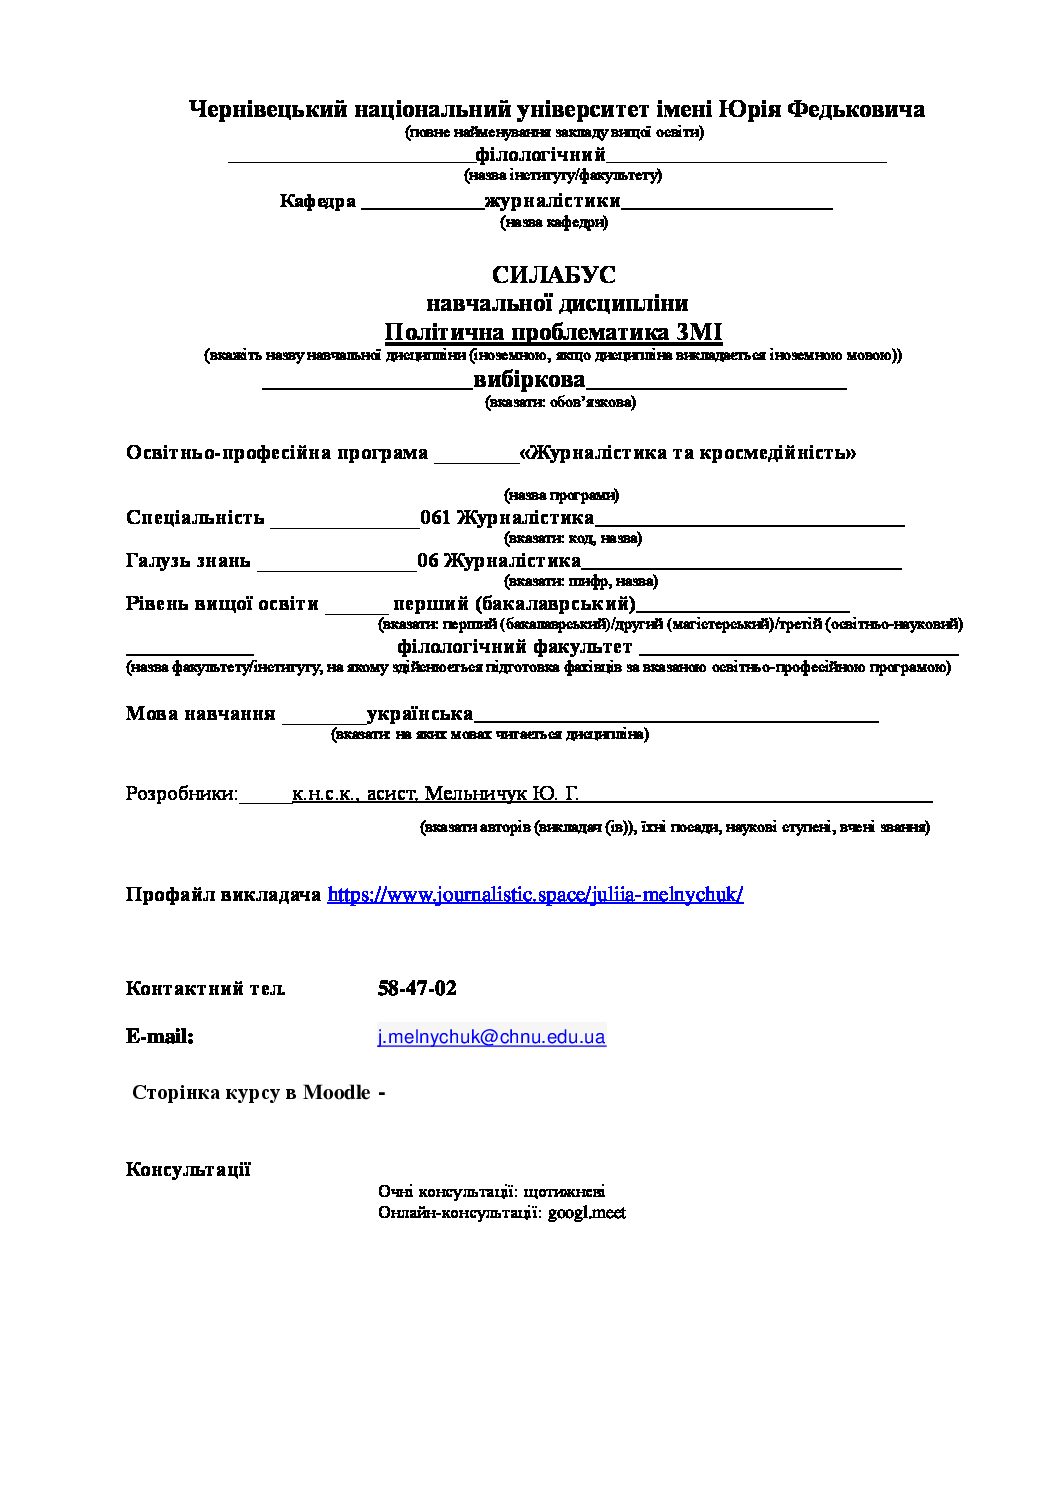 Чернівецький національний університет імені Юрія Федьковича
(повне найменування закладу вищої освіти)
_______________________філологічний__________________________
(назва інституту/факультету)
Кафедра ____________журналістики____________________
(назва кафедри)
СИЛАБУС
навчальної дисципліни
Політична проблематика ЗМІ
(вкажіть назву навчальної дисципліни (іноземною, якщо дисципліна викладається іноземною мовою))
_________________вибіркова_____________________
(вказати: обов’язкова)
Освітньо-професійна програма ________«Журналістика та кросмедійність»
(назва програми)
Спеціальність ______________061 Журналістика_____________________________
(вказати: код, назва)
Галузь знань _______________06 Журналістика______________________________
(вказати: шифр, назва)
Рівень вищої освіти ______ перший (бакалаврський)____________________
(вказати: перший (бакалаврський)/другий (магістерський)/третій (освітньо-науковий)
____________ філологічний факультет ______________________________
(назва факультету/інституту, на якому здійснюється підготовка фахівців за вказаною освітньо-професійною програмою)
Мова навчання ________українська______________________________________
(вказати: на яких мовах читається дисципліна)
Розробники:_____к.н.с.к., асист. Мельничук Ю. Г._________________________________
(вказати авторів (викладач (ів)), їхні посади, наукові ступені, вчені звання)
Профайл викладача https://www.journalistic.space/juliia-melnychuk/
Контактний тел. 58-47-02
E-mail: j.melnychuk@chnu.edu.ua
Сторінка курсу в Moodle -
Консультації
Очні консультації: щотижневі
Онлайн-консультації: googl.meet